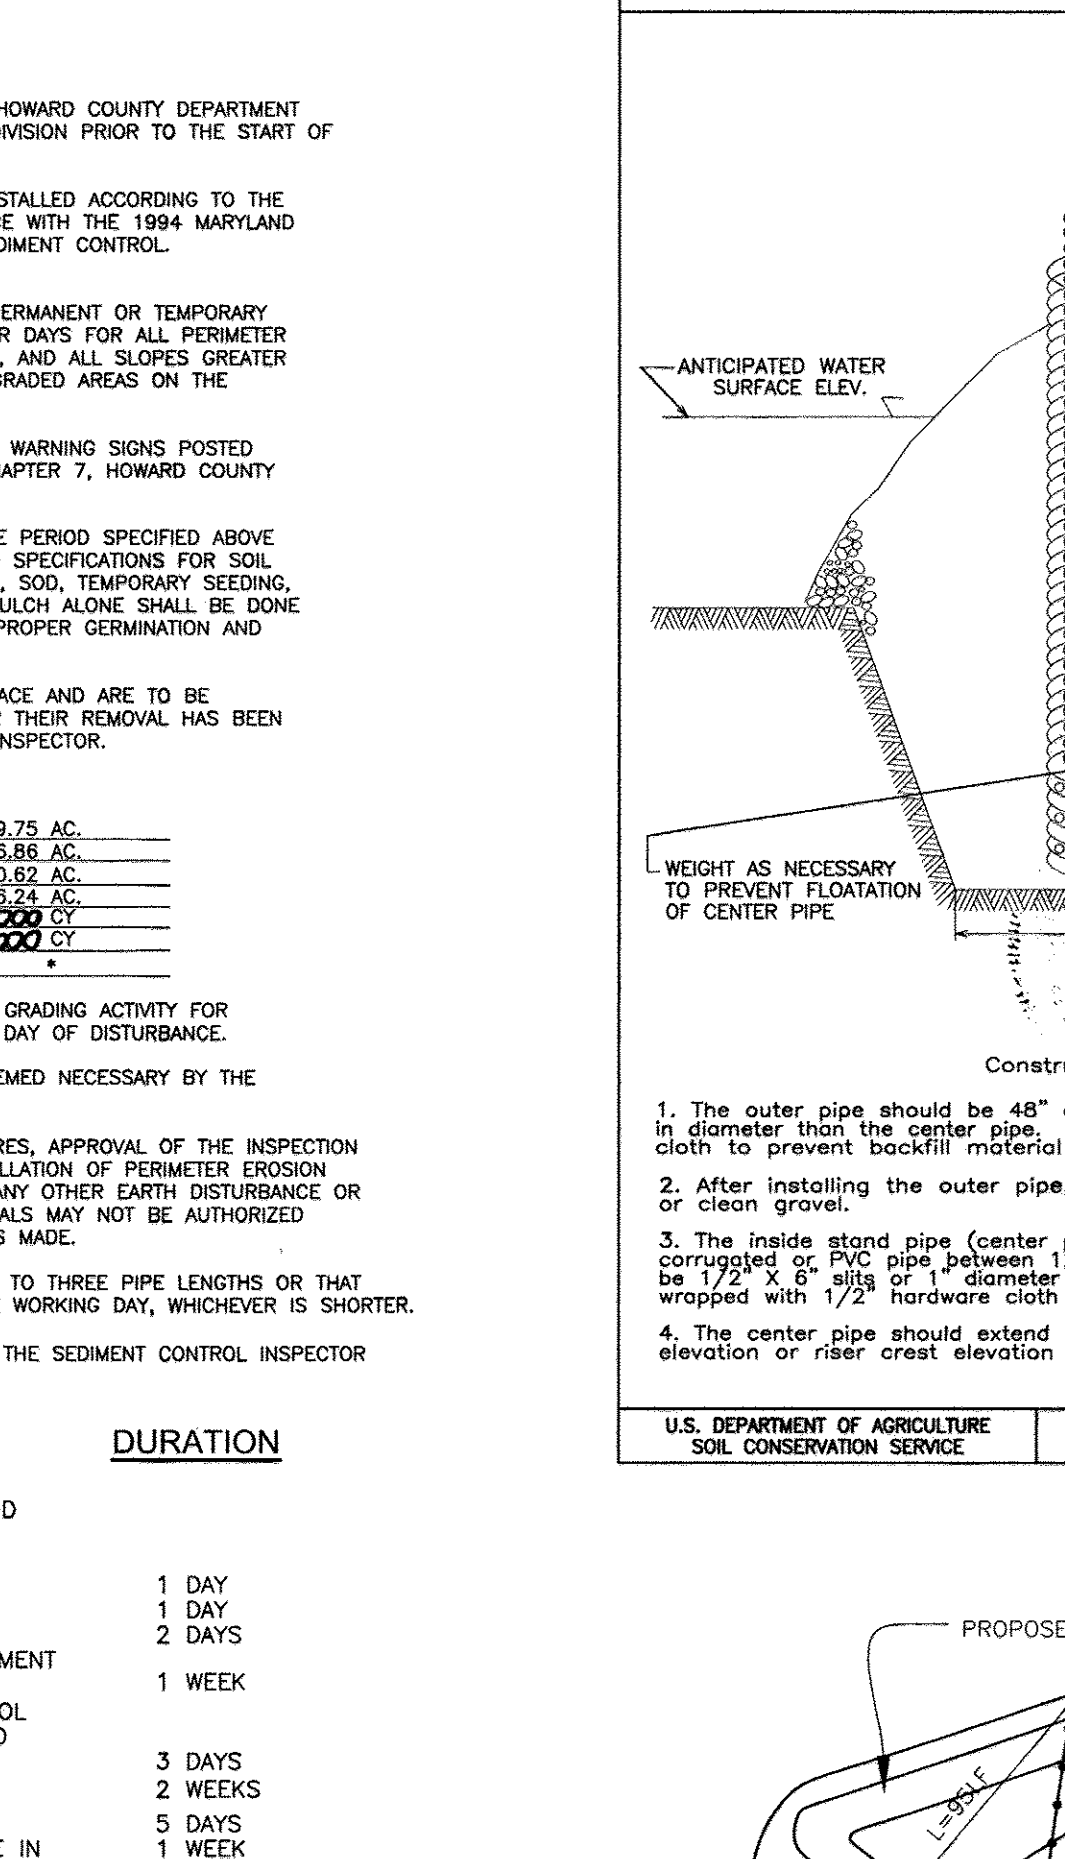 HOWARD COUNTY DEPARTMENT
DIVISION PRIOR TO THE START OF
STALLED ACCORDING TO THE
CE WITH THE 1994 MARYLAND
DIMENT CONTROL.
ERMANENT OR TEMPORARY
R DAYS FOR ALL PERIMETER
, AND ALL SLOPES GREATER
GRADED AREAS ON THE
WARNING SIGNS POSTED
HAPTER 7, HOWARD COUNTY
E PERIOD SPECIFIED ABOVE
SPECIFICATIONS FOR SOIL
, SOD, TEMPORARY SEEDING,
ULCH ALONE SHALL BE DONE
PROPER GERMINATION AND
ACE AND ARE TO BE
THEIR REMOVAL HAS BEEN
INSPECTOR.
9.75 AC.
6.86 AC.
0.62 AC.
6.24 AC.
000 CY
000 CY
*
GRADING ACTIVITY FOR
DAY OF DISTURBANCE.
EMED NECESSARY BY THE
RES, APPROVAL OF THE INSPECTION
LLATION OF PERIMETER EROSION
ANY OTHER EARTH DISTURBANCE OR
ALS MAY NOT BE AUTHORIZED
S MADE.
TO THREE PIPE LENGTHS OR THAT
WORKING DAY, WHICHEVER IS SHORTER.
THE SEDIMENT CONTROL INSPECTOR
DURATION
D
1 DAY
1 DAY
2 DAYS
MENT
1 WEEK
OL
3 DAYS
2 WEEKS
5 DAYS
E IN 1 WEEK
ANTICIPATED WATER
SURFACE ELEV.
WEIGHT AS NECESSARY
TO PREVENT FLOATATION
OF CENTER PIPE
Constr
1. The outer pipe should be 48"
in diameter than the center pipe.
cloth to prevent backfill material
2. After installing the outer pipe,
or clean gravel.
3. The inside stand pipe (center
corrugated or PVC pipe between 1
be 1/2" X 6" slits or 1" diameter
wrapped with 1/2" hardware cloth
4. The center pipe should extend
elevation or riser crest elevation
U.S. DEPARTMENT OF AGRICULTURE
SOIL CONSERVATION SERVICE
PROPOSE
L=95LF